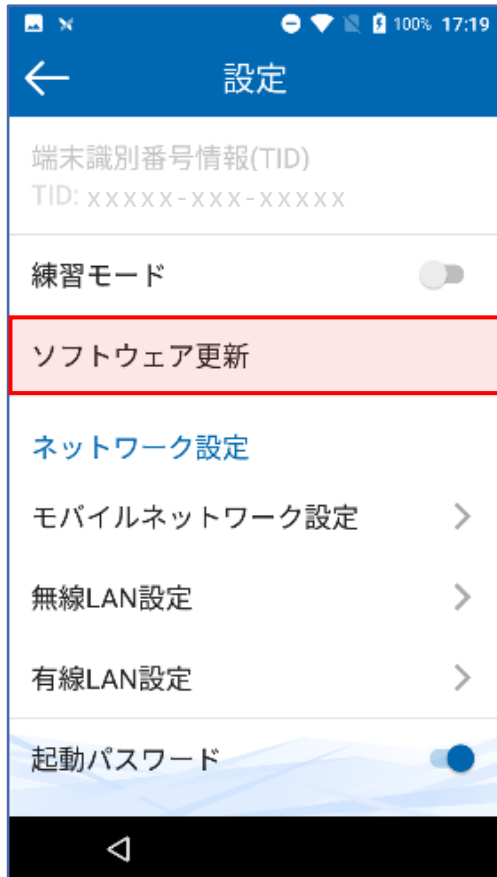 100% 17:19
設定
端末識別番号情報(TID)
TID: xxxxx-xxx-xxxxx
練習モード
ソフトウェア更新
ネットワーク設定
モバイルネットワーク設定
無線LAN設定
有線LAN設定
起動パスワード